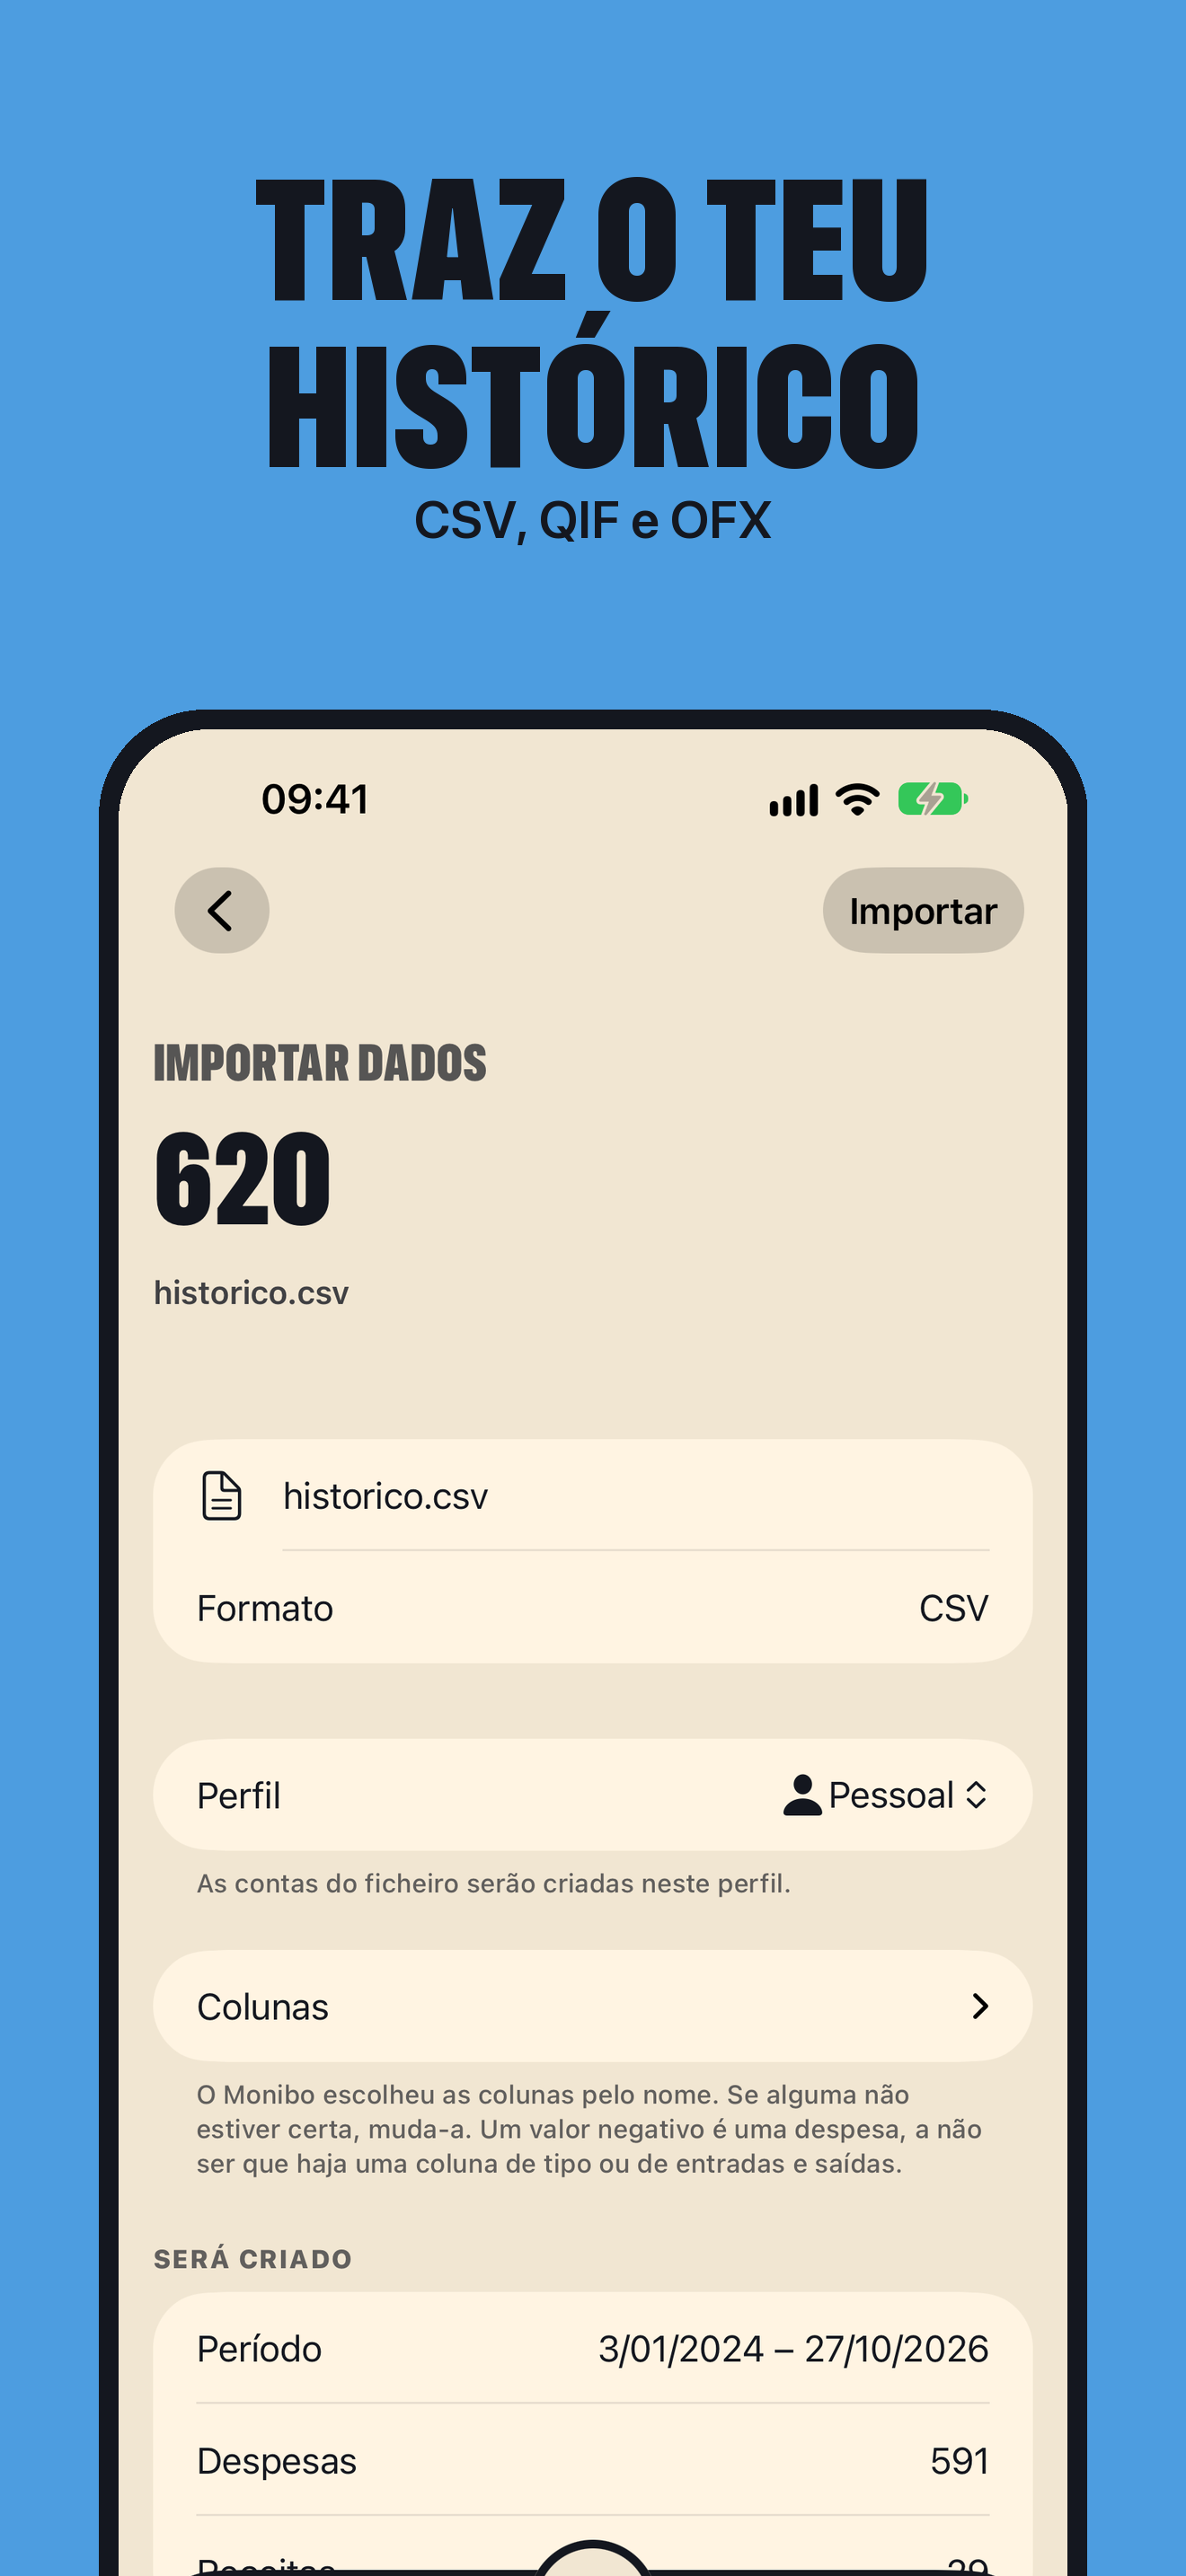 TRAZ O TEU
HISTÓRICO
CSV, QIF e OFX
09:41
Importar
IMPORTAR DADOS
620
historico.csv
historico.csv
Formato CSV
Perfil Pessoal
As contas do ficheiro serão criadas neste perfil.
Colunas
O Monibo escolheu as colunas pelo nome. Se alguma não
estiver certa, muda-a. Um valor negativo é uma despesa, a não
ser que haja uma coluna de tipo ou de entradas e saídas.
SERÁ CRIADO
Período 3/01/2024 – 27/10/2026
Despesas 591
Receitas 29